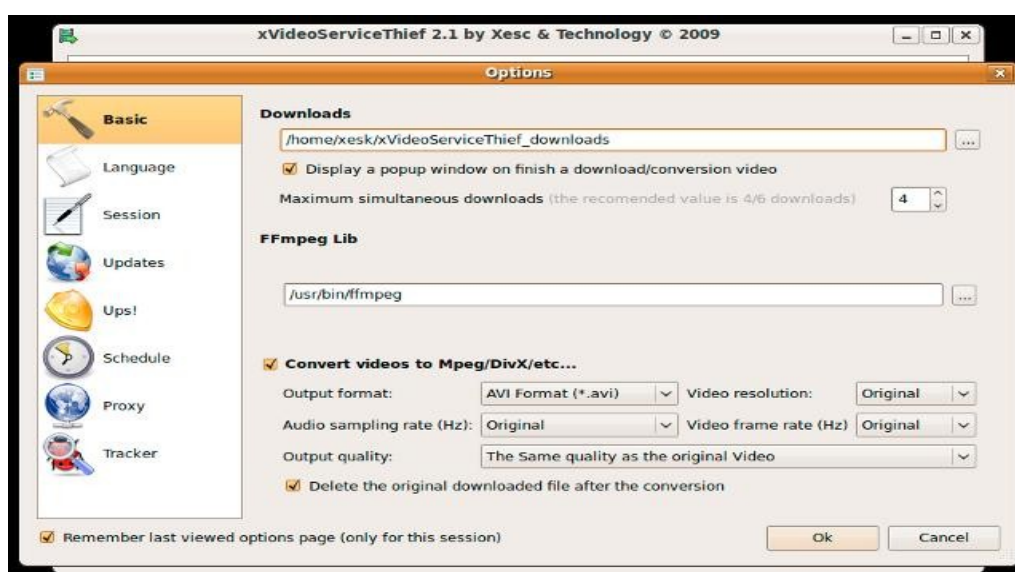 xVideoServiceThief 2.1 by Xesc & Technology © 2009
Options
Basic
Language
Session
Updates
Ups!
Schedule
Proxy
Tracker
Downloads
/home/xesk/xVideoServiceThief_downloads
...
Display a popup window on finish a download/conversion video
Maximum simultaneous downloads (the recomended value is 4/6 downloads) 4
FFmpeg Lib
/usr/bin/ffmpeg
...
Convert videos to Mpeg/DivX/etc...
Output format: AVI Format (*.avi) Video resolution: Original
Audio sampling rate (Hz): Original Video frame rate (Hz) Original
Output quality: The Same quality as the original Video
Delete the original downloaded file after the conversion
Remember last viewed options page (only for this session)
Ok Cancel